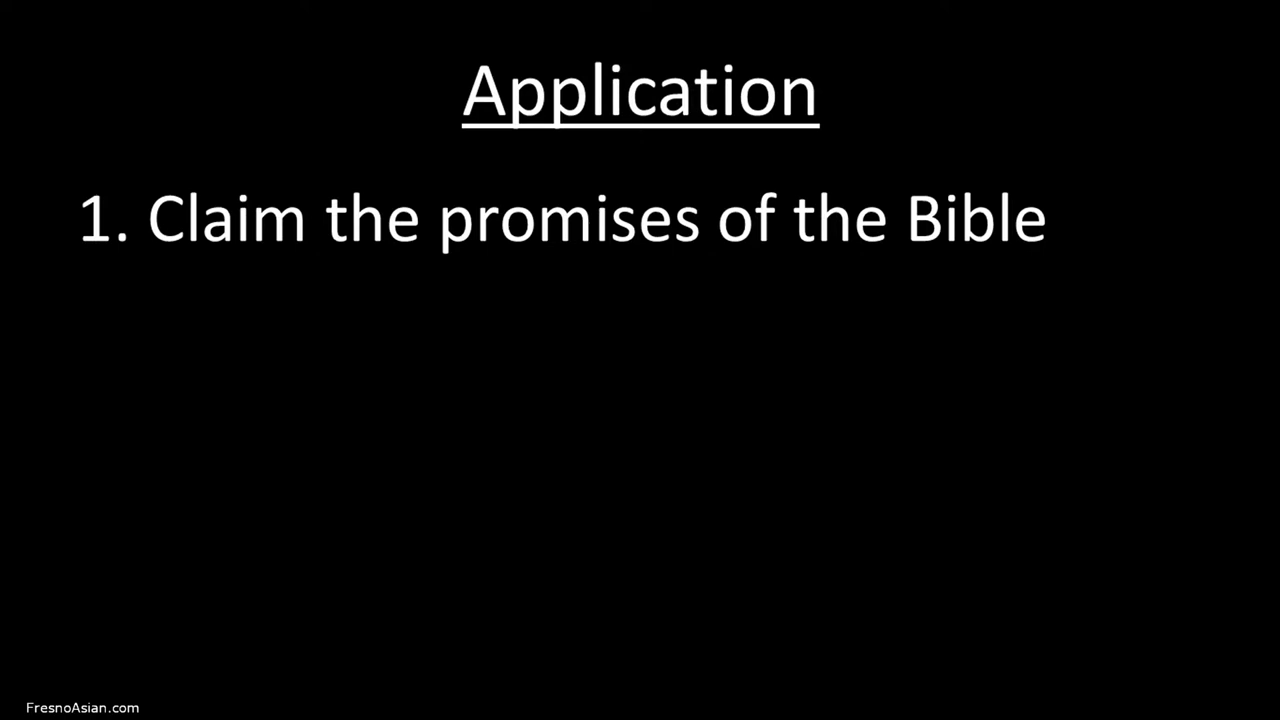 Application
1. Claim the promises of the Bible
FresnoAsian.com